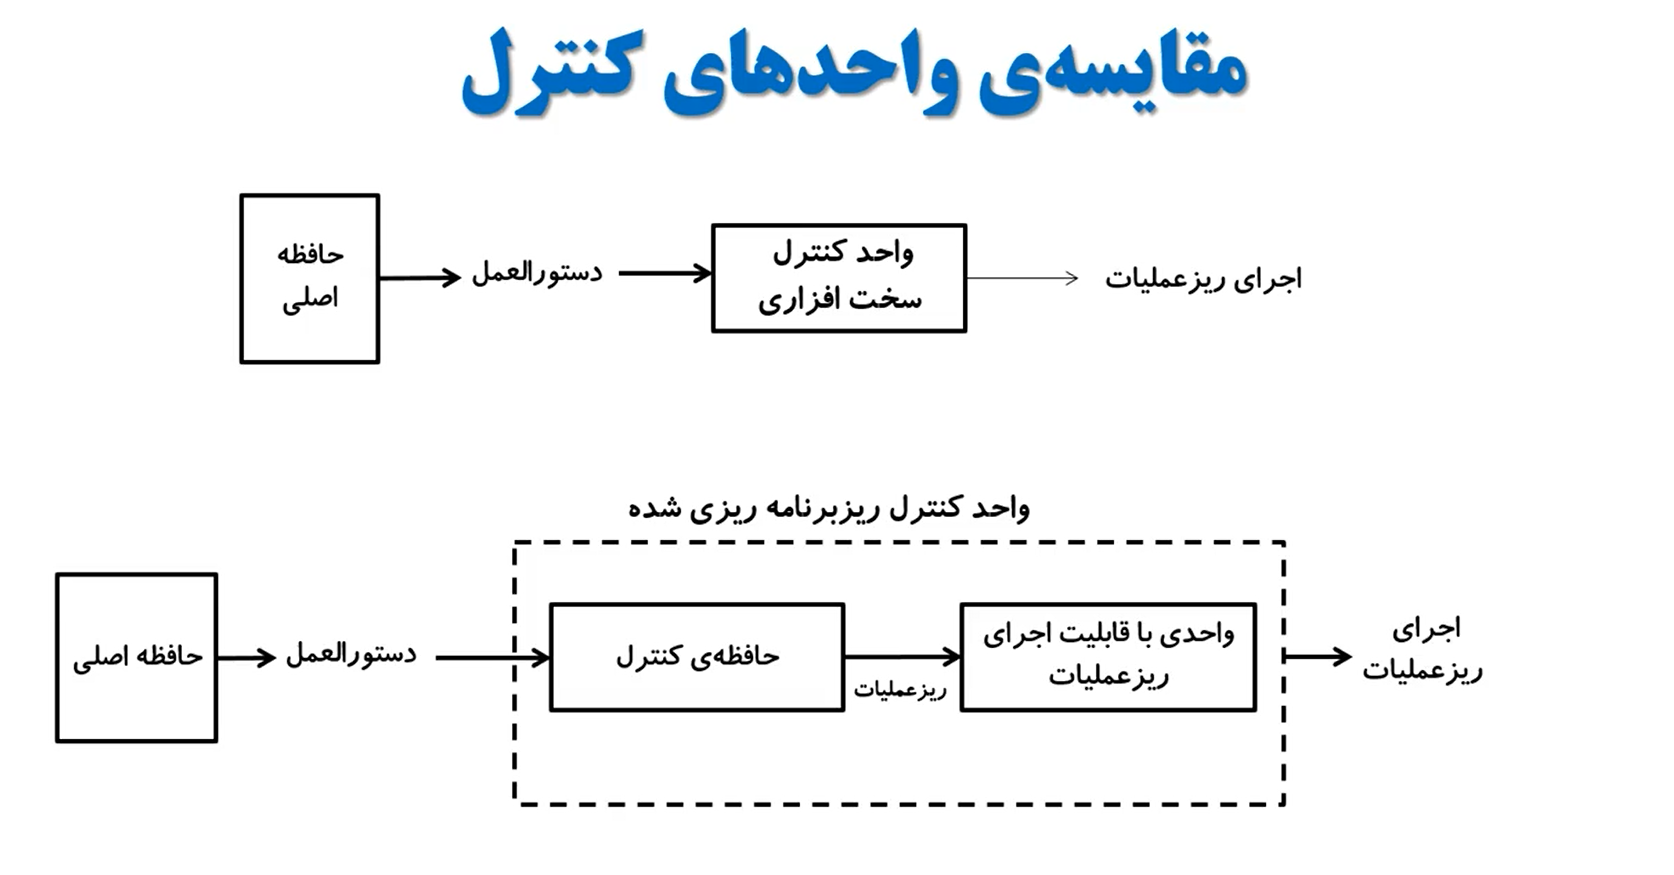 مقایسه‌ی واحدهای کنترل
حافظه
اصلی
دستورالعمل
واحد کنترل
سخت افزاری
اجرای ریزعملیات
واحد کنترل ریزبرنامه ریزی شده
حافظه اصلی
دستورالعمل
حافظه‌ی کنترل
ریزعملیات
واحدی با قابلیت اجرای
ریزعملیات
اجرای
ریزعملیات